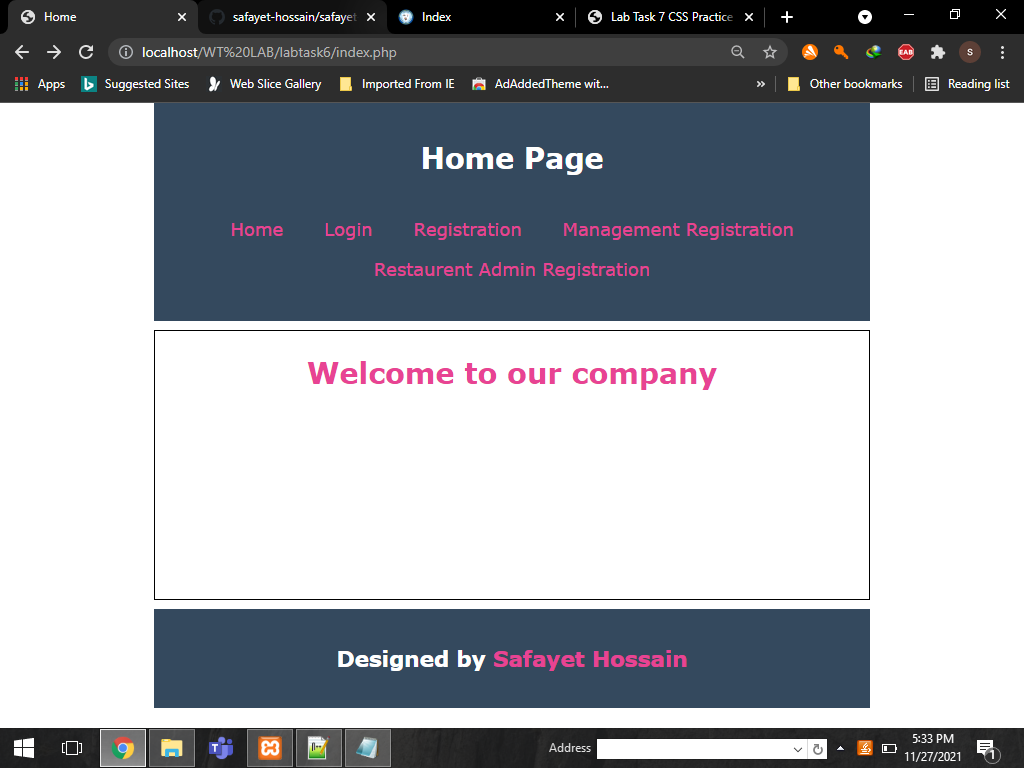 Home safayet-hossain/safayet Index Lab Task 7 CSS Practice
localhost/WT%20LAB/labtask6/index.php S
Apps Suggested Sites Web Slice Gallery Imported From IE AdAddedTheme wit... » Other bookmarks Reading list
Home Page
Home Login Registration Management Registration
Restaurent Admin Registration
Welcome to our company
Designed by Safayet Hossain
Address
5:33 PM
11/27/2021
1